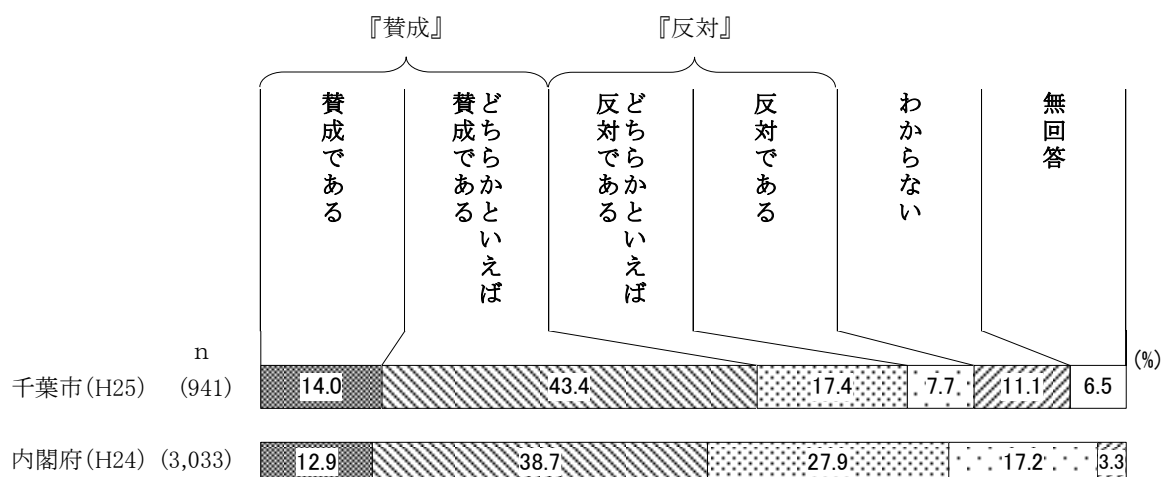 『賛成』 『反対』
賛成である
どちらかといえば
賛成である
どちらかといえば
反対である
反対である
わからない
無回答
n
(%)
千葉市(H25) (941) 14.0 43.4 17.4 7.7 11.1 6.5
内閣府(H24) (3,033) 12.9 38.7 27.9 17.2 3.3